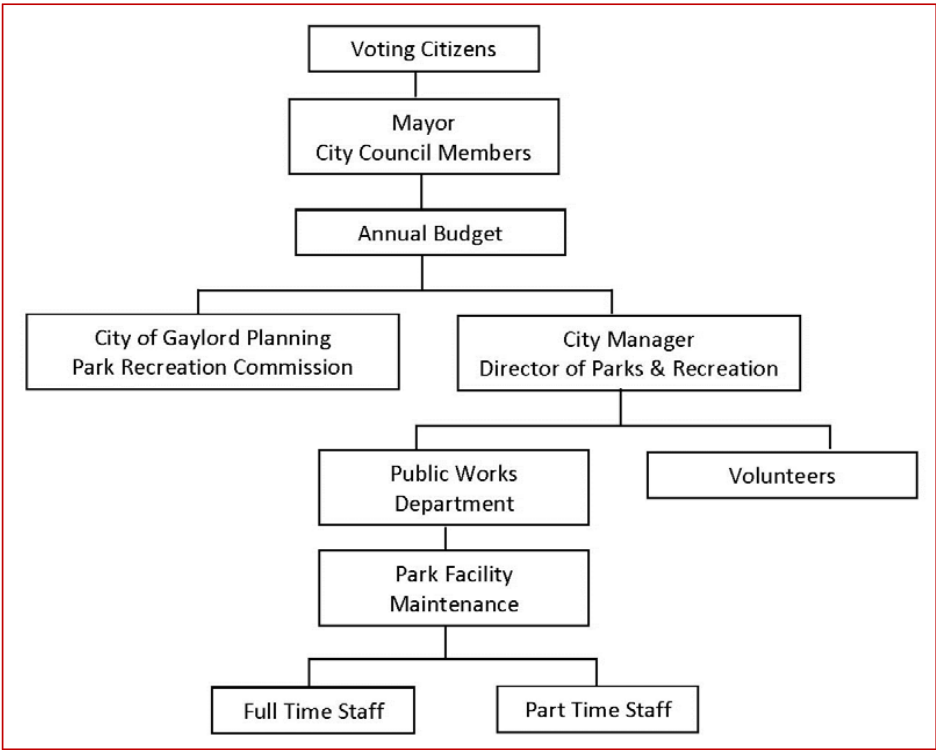 Voting Citizens
Mayor
City Council Members
Annual Budget
City of Gaylord Planning
Park Recreation Commission
City Manager
Director of Parks & Recreation
Public Works
Department
Volunteers
Park Facility
Maintenance
Full Time Staff
Part Time Staff